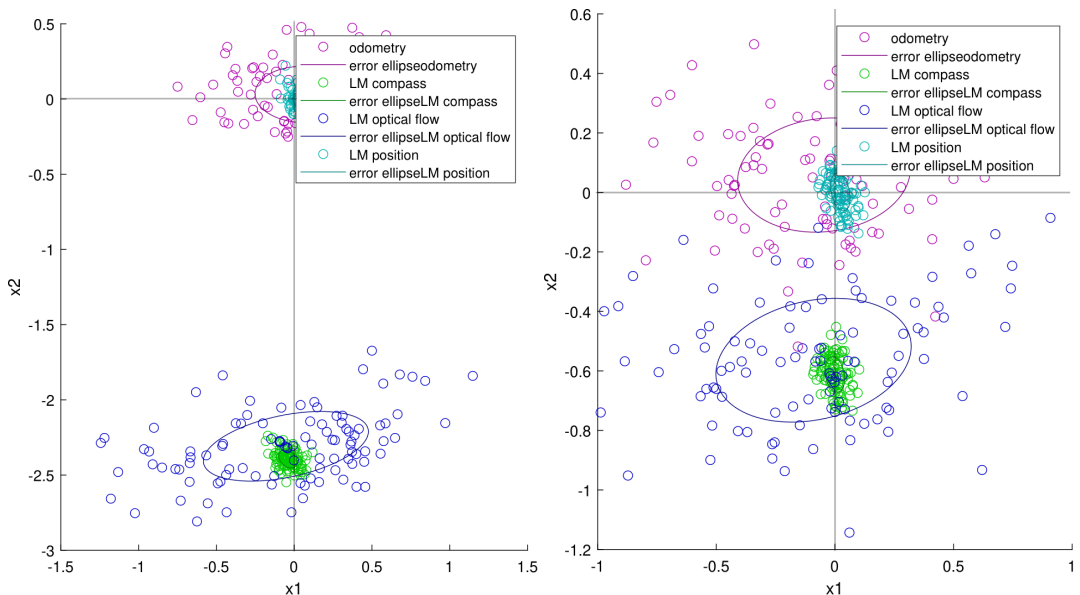 0.5
0
-0.5
-1
-1.5
-2
-2.5
-3
-1.5
-1
-0.5
0
0.5
1
1.5
x1
x2
odometry
error ellipseodometry
LM compass
error ellipseLM compass
LM optical flow
error ellipseLM optical flow
LM position
error ellipseLM position
0.6
0.4
0.2
0
-0.2
-0.4
-0.6
-0.8
-1
-1.2
-1
-0.5
0
0.5
1
x1
x2
odometry
error ellipseodometry
LM compass
error ellipseLM compass
LM optical flow
error ellipseLM optical flow
LM position
error ellipseLM position